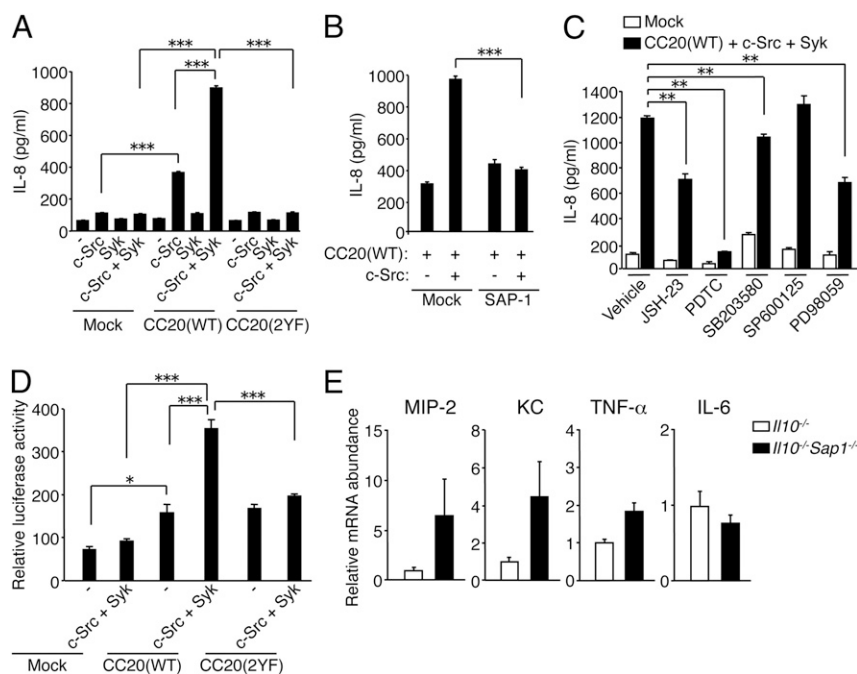 A
***
***
***
***
IL-8 (pg/ml)
1000
800
600
400
200
0
-
c-Src
Syk
c-Src + Syk
-
c-Src
Syk
c-Src + Syk
-
c-Src
Syk
c-Src + Syk
Mock
CC20(WT)
CC20(2YF)
B
***
IL-8 (pg/ml)
1000
800
600
400
200
0
CC20(WT): + + + +
c-Src: - + - +
Mock
SAP-1
C
Mock
CC20(WT) + c-Src + Syk
**
**
**
**
IL-8 (pg/ml)
1400
1200
1000
800
600
400
200
0
Vehicle
JSH-23
PDTC
SB203580
SP600125
PD98059
D
***
***
***
*
Relative luciferase activity
400
300
200
100
0
-
c-Src + Syk
-
c-Src + Syk
-
c-Src + Syk
Mock
CC20(WT)
CC20(2YF)
E
MIP-2
KC
TNF-α
IL-6
Il10-/-
Il10-/-Sap1-/-
Relative mRNA abundance
15
10
5
0
8
6
4
2
0
4
3
2
1
0
2
1
0